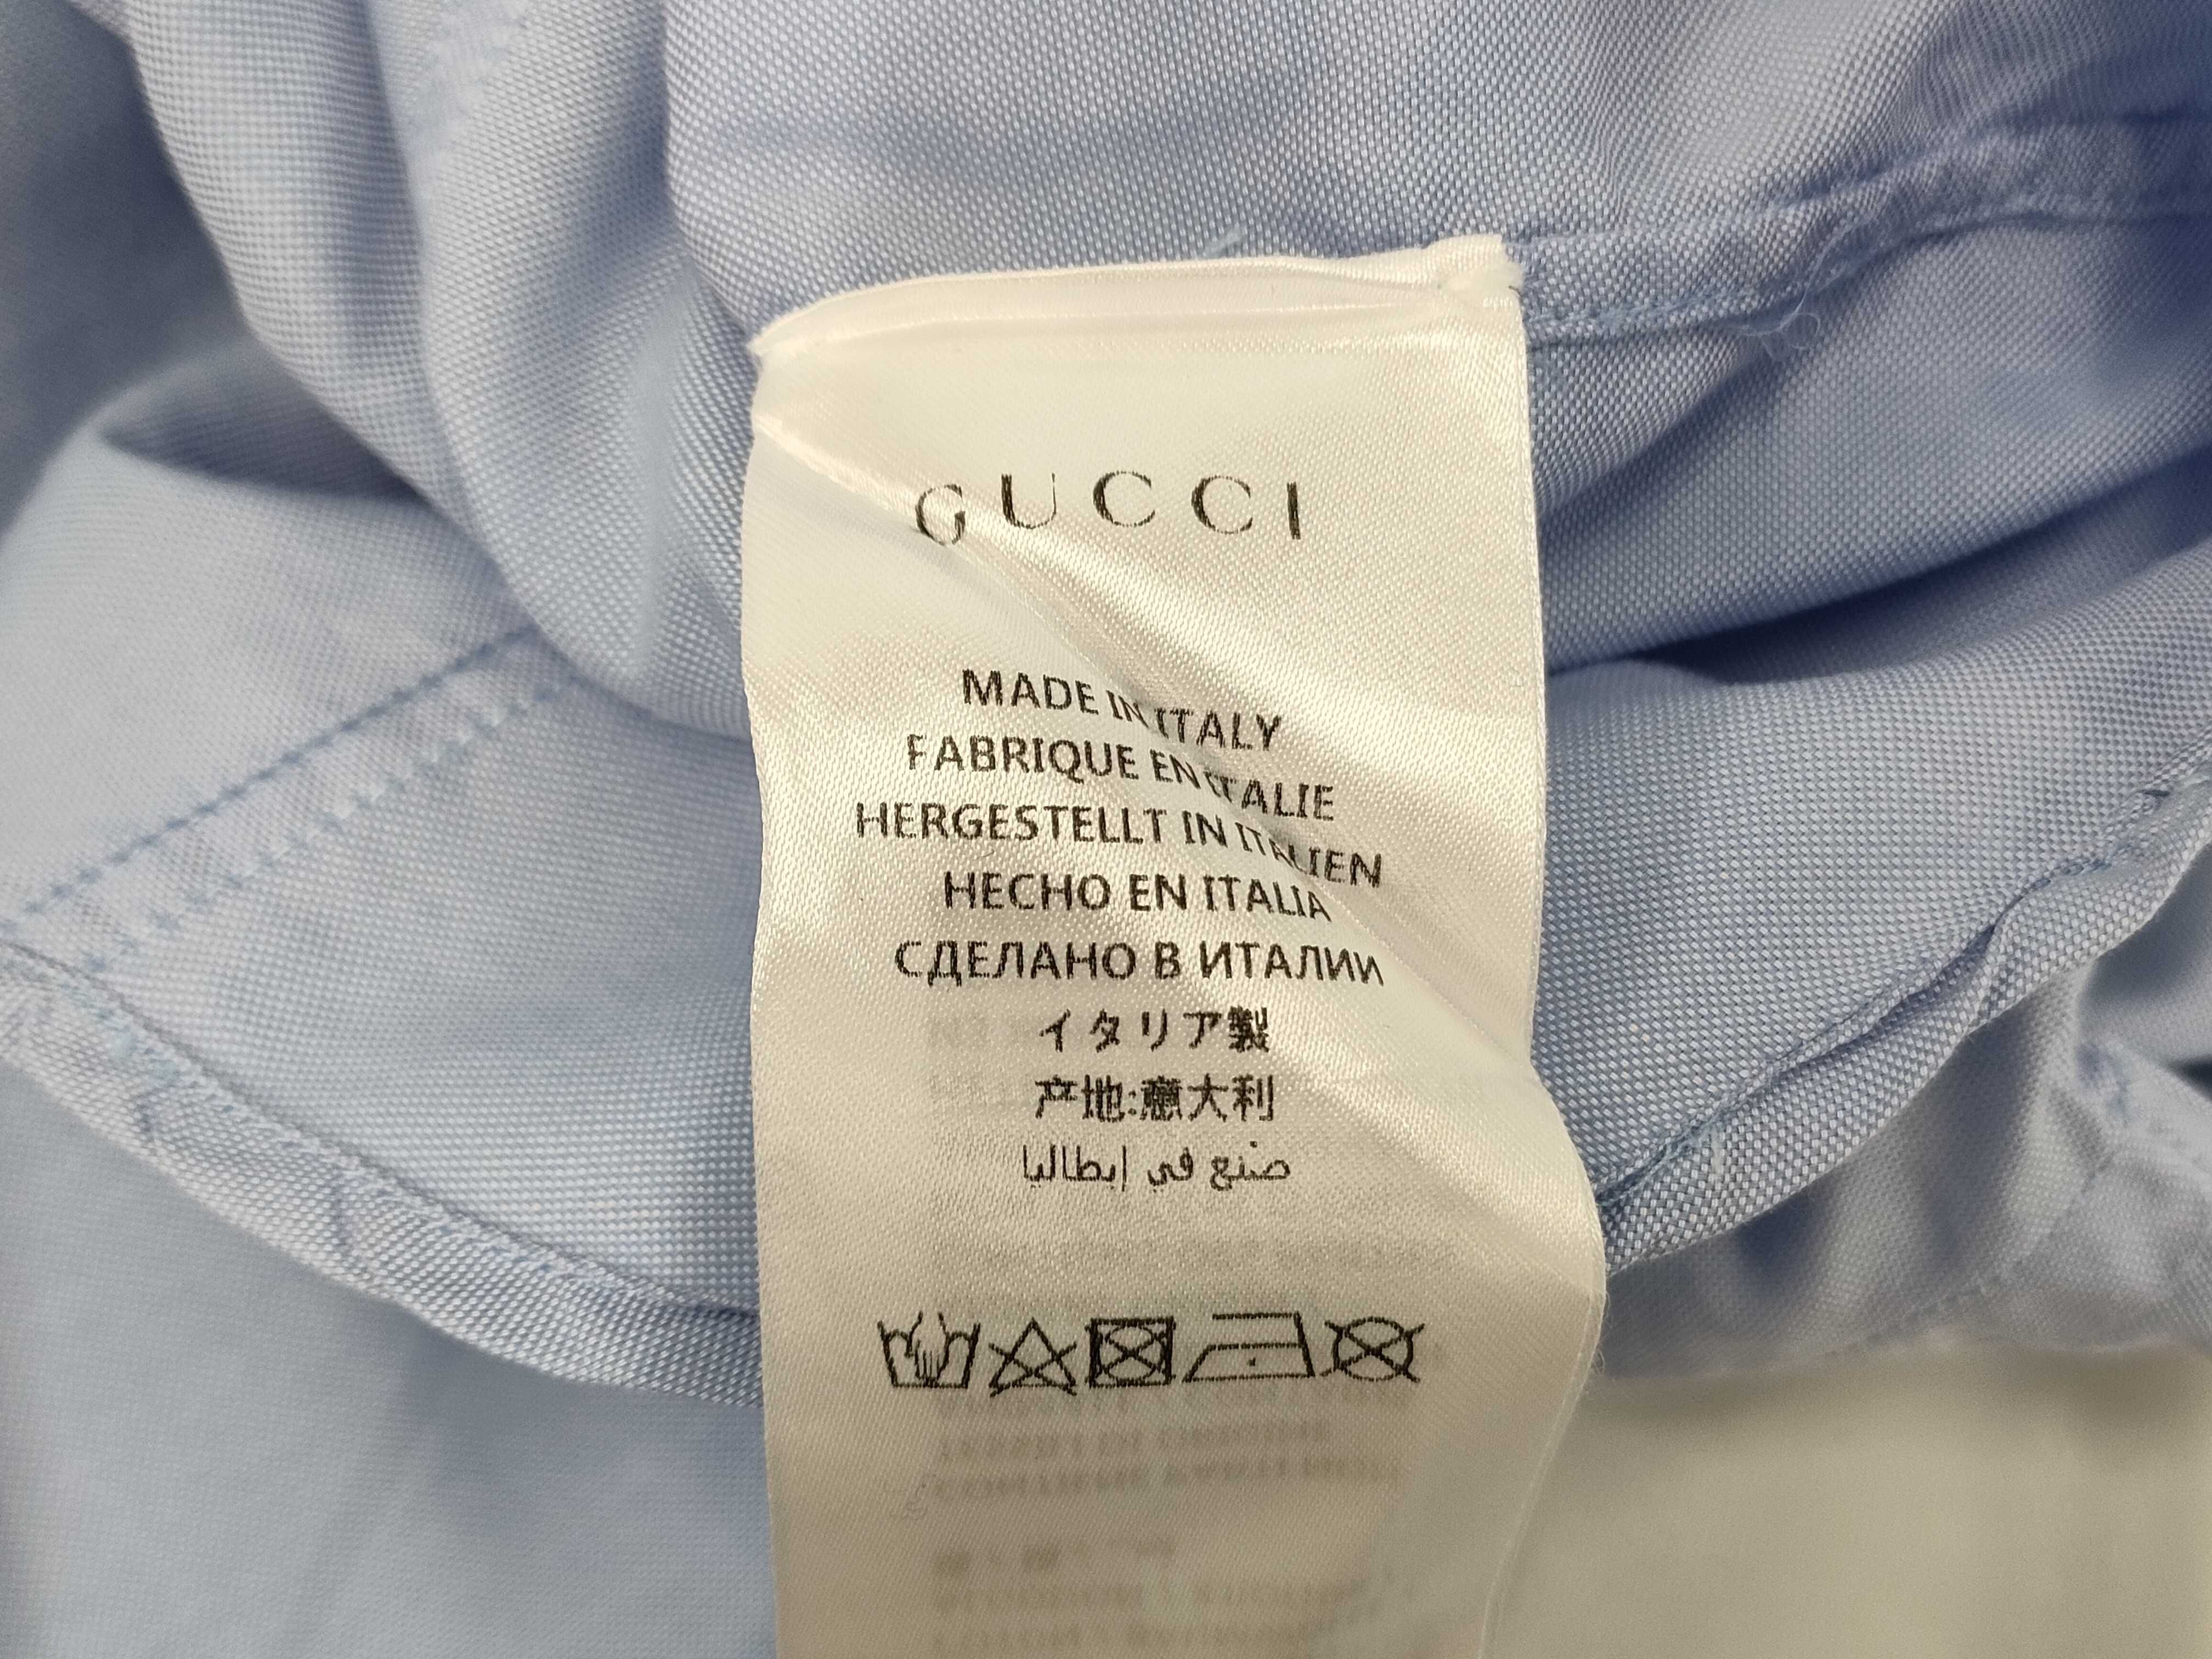 GUCCI
MADE IN ITALY
FABRIQUE EN ITALIE
HERGESTELLT IN ITALIEN
HECHO EN ITALIA
СДЕЛАНО В ИТАЛИИ
イタリア製
产地:意大利
صنع في إيطاليا